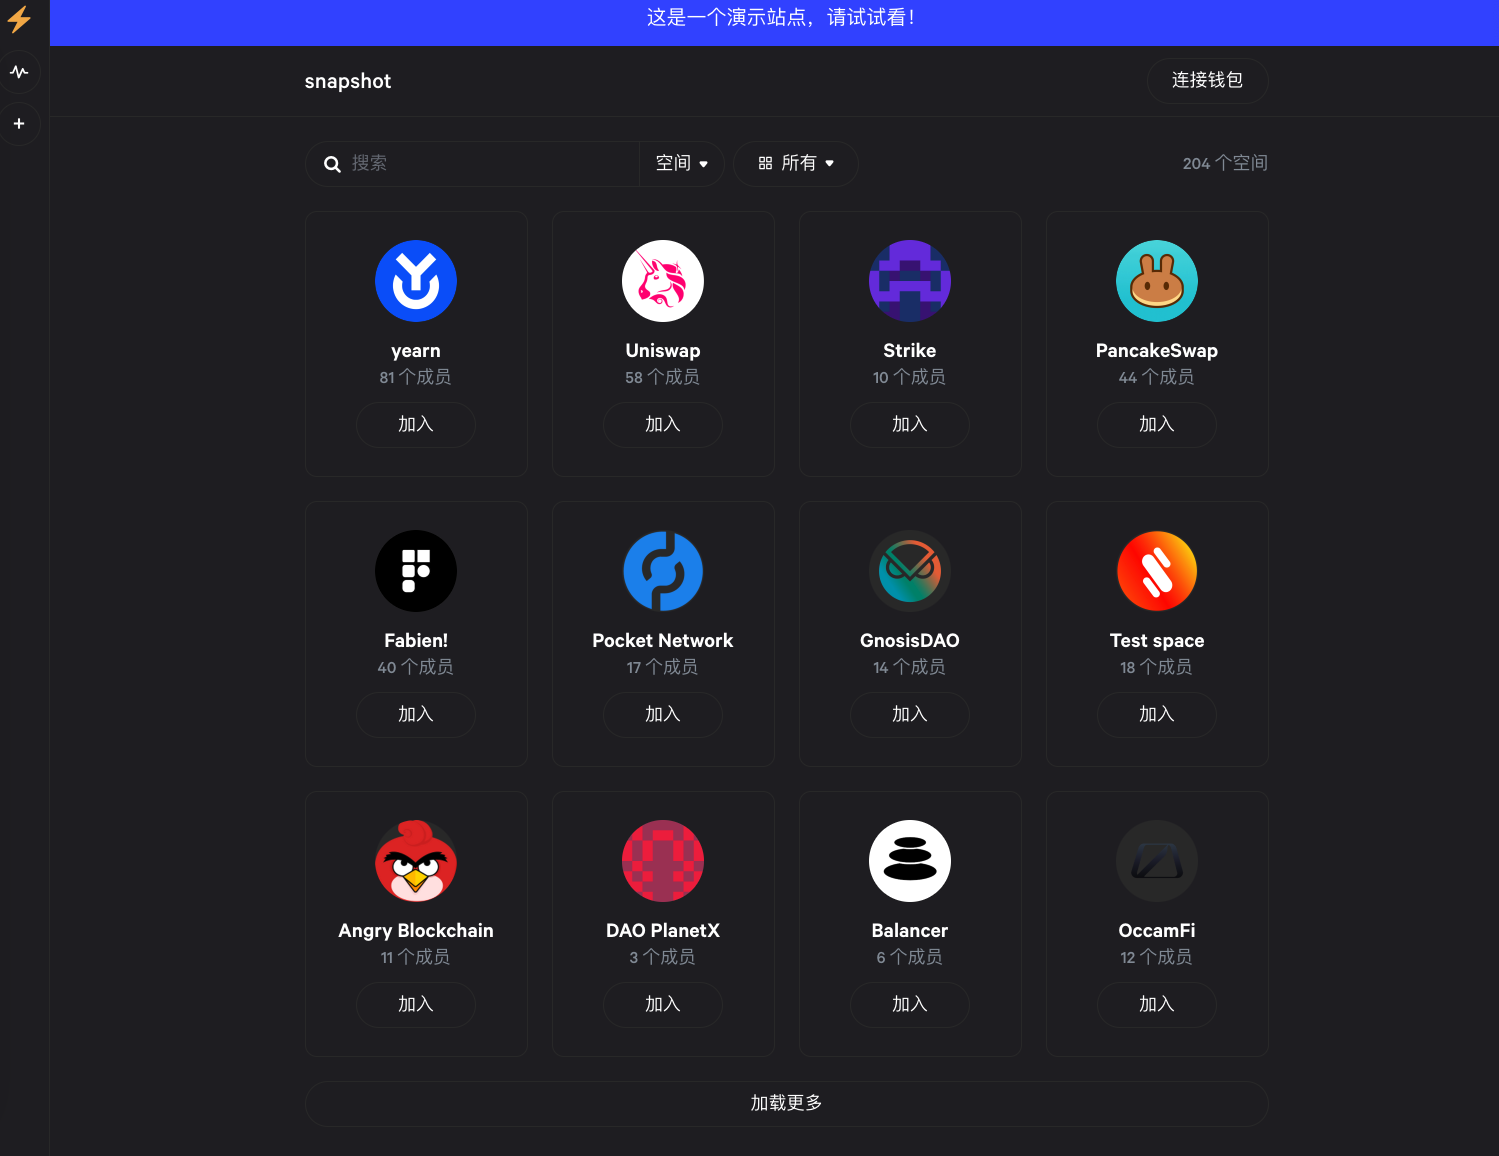 这是一个演示站点，请试试看！
snapshot
连接钱包
搜索
空间
所有
204 个空间
yearn
81 个成员
加入
Uniswap
58 个成员
加入
Strike
10 个成员
加入
PancakeSwap
44 个成员
加入
Fabien!
40 个成员
加入
Pocket Network
17 个成员
加入
GnosisDAO
14 个成员
加入
Test space
18 个成员
加入
Angry Blockchain
11 个成员
加入
DAO PlanetX
3 个成员
加入
Balancer
6 个成员
加入
OccamFi
12 个成员
加入
加载更多